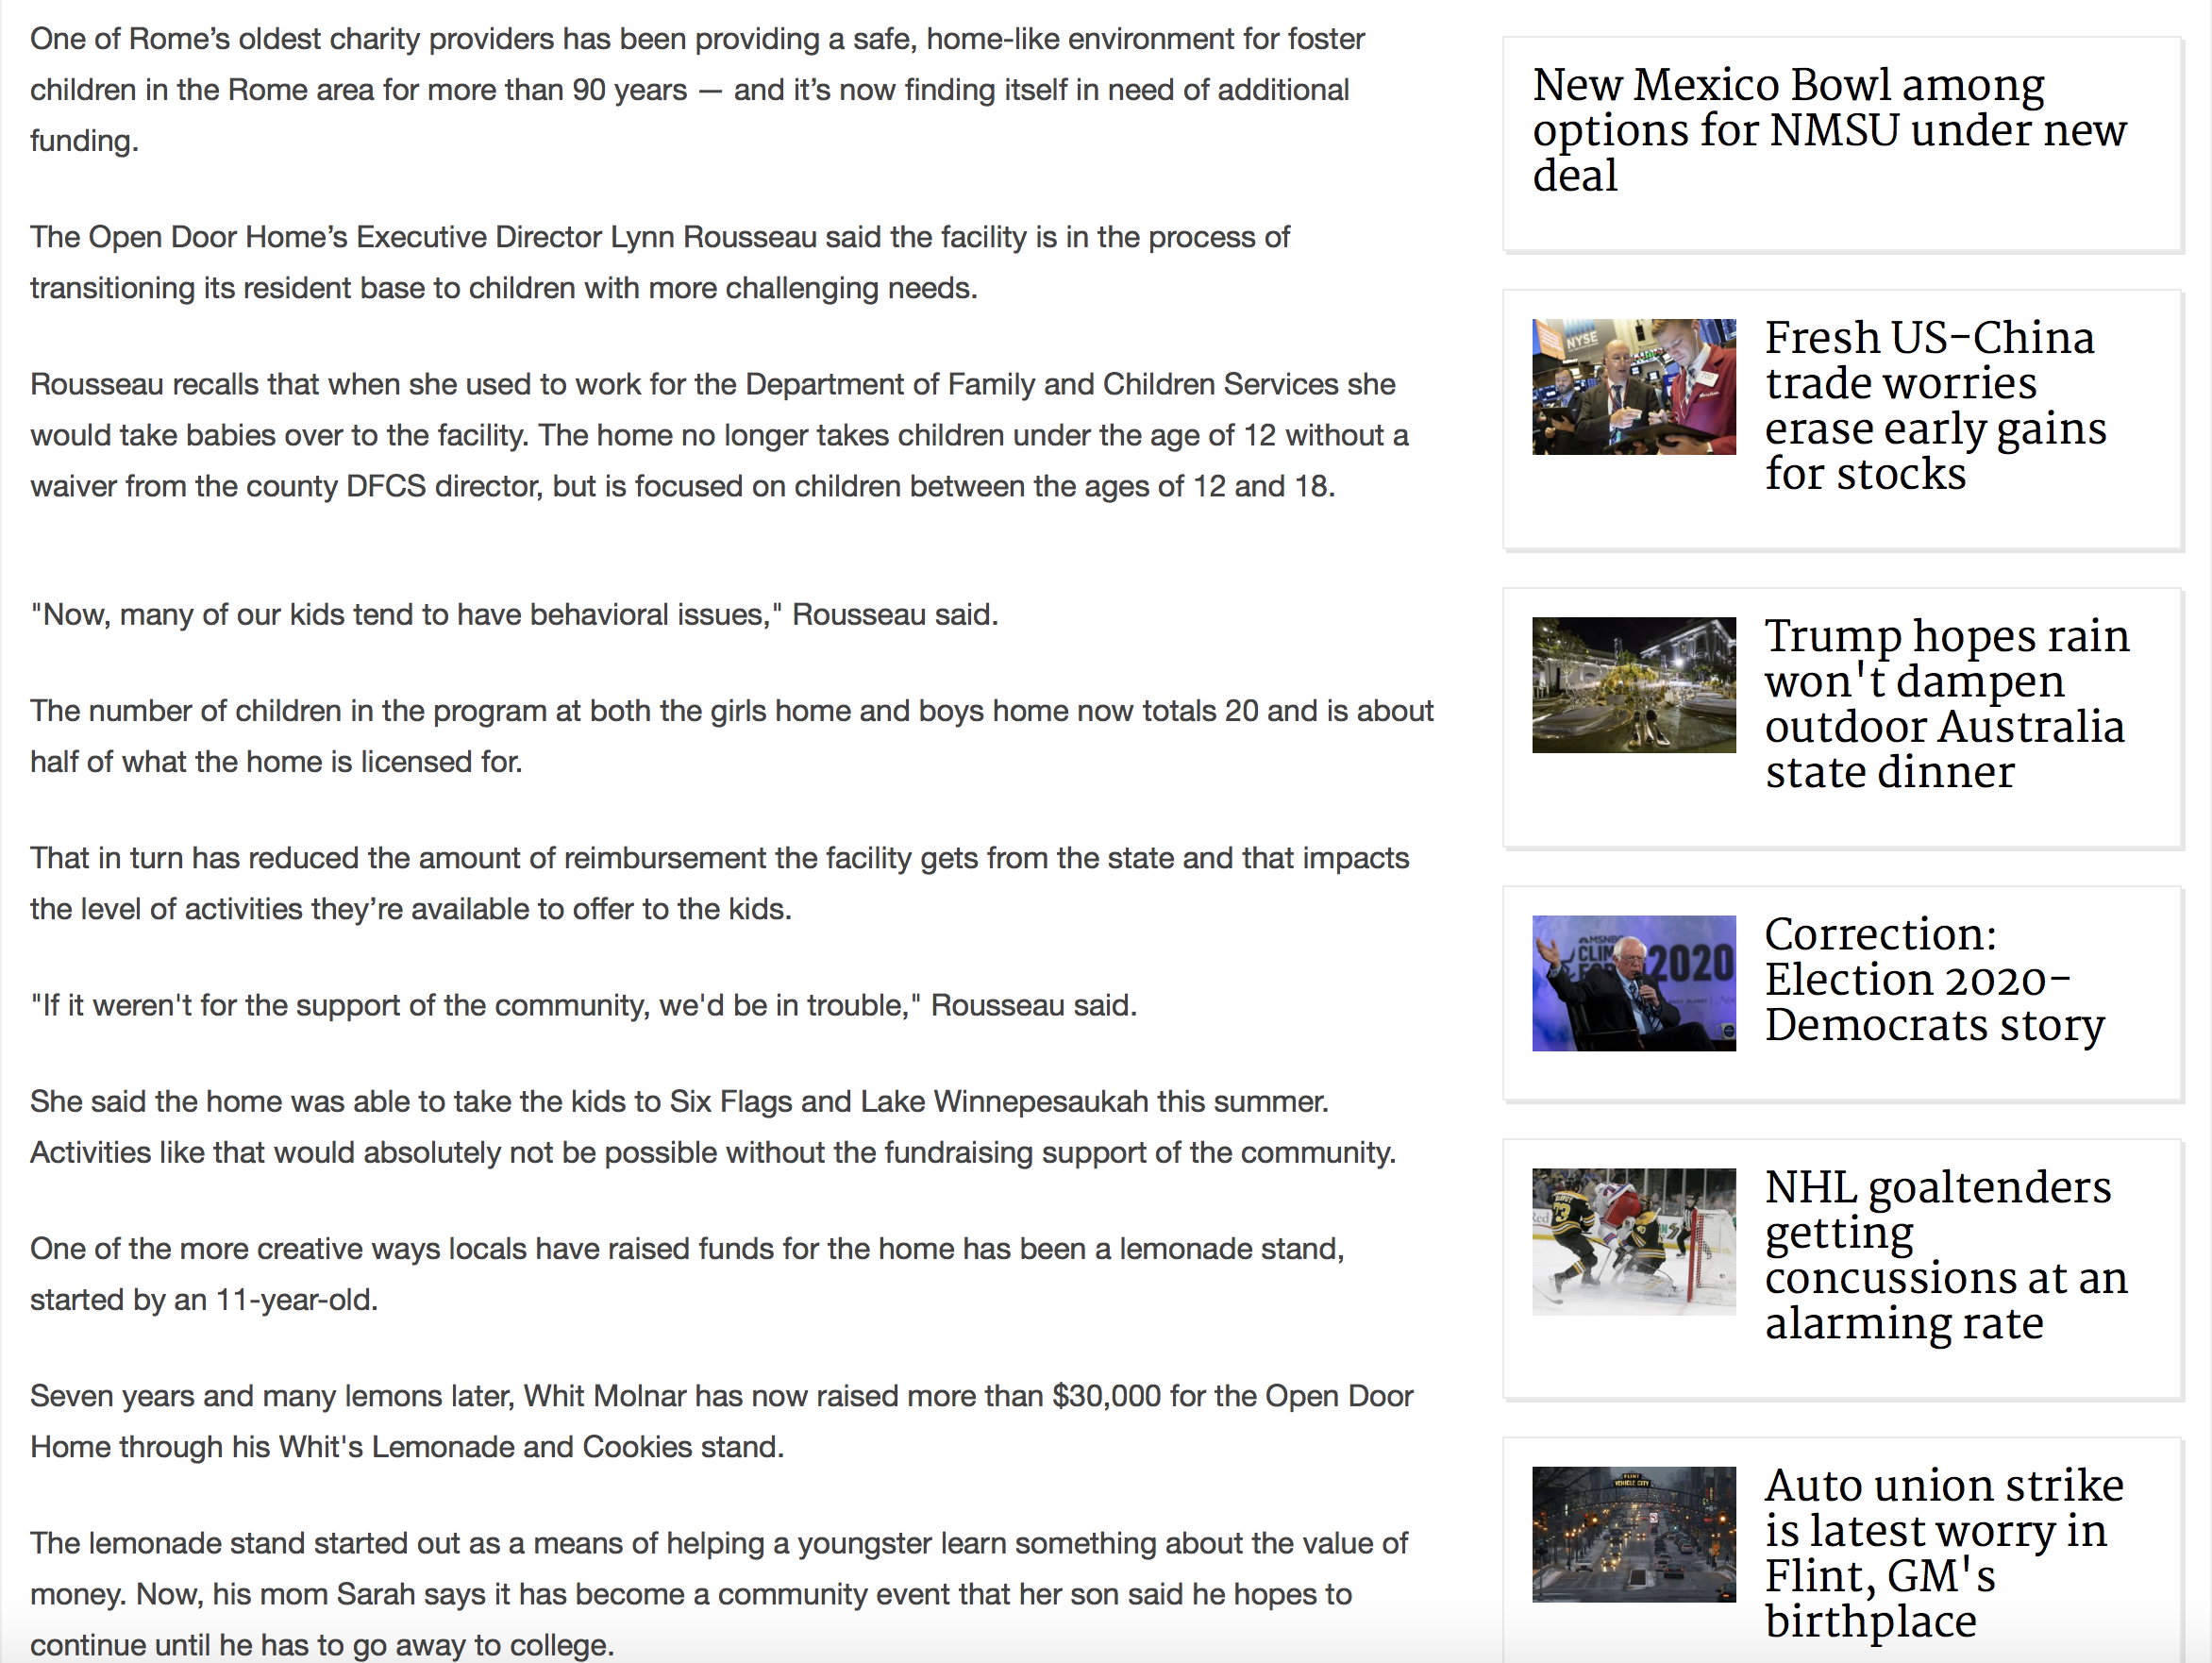 One of Rome’s oldest charity providers has been providing a safe, home-like environment for foster
children in the Rome area for more than 90 years — and it’s now finding itself in need of additional
funding.
The Open Door Home’s Executive Director Lynn Rousseau said the facility is in the process of
transitioning its resident base to children with more challenging needs.
Rousseau recalls that when she used to work for the Department of Family and Children Services she
would take babies over to the facility. The home no longer takes children under the age of 12 without a
waiver from the county DFCS director, but is focused on children between the ages of 12 and 18.
"Now, many of our kids tend to have behavioral issues," Rousseau said.
The number of children in the program at both the girls home and boys home now totals 20 and is about
half of what the home is licensed for.
That in turn has reduced the amount of reimbursement the facility gets from the state and that impacts
the level of activities they’re available to offer to the kids.
"If it weren't for the support of the community, we'd be in trouble," Rousseau said.
She said the home was able to take the kids to Six Flags and Lake Winnepesaukah this summer.
Activities like that would absolutely not be possible without the fundraising support of the community.
One of the more creative ways locals have raised funds for the home has been a lemonade stand,
started by an 11-year-old.
Seven years and many lemons later, Whit Molnar has now raised more than $30,000 for the Open Door
Home through his Whit's Lemonade and Cookies stand.
The lemonade stand started out as a means of helping a youngster learn something about the value of
money. Now, his mom Sarah says it has become a community event that her son said he hopes to
continue until he has to go away to college.
New Mexico Bowl among
options for NMSU under new
deal
NYSE
Fresh US-China
trade worries
erase early gains
for stocks
Trump hopes rain
won't dampen
outdoor Australia
state dinner
MSNBC
2020
Correction:
Election 2020-
Democrats story
NHL goaltenders
getting
concussions at an
alarming rate
FLINT
VEHICLE CITY
Auto union strike
is latest worry in
Flint, GM's
birthplace